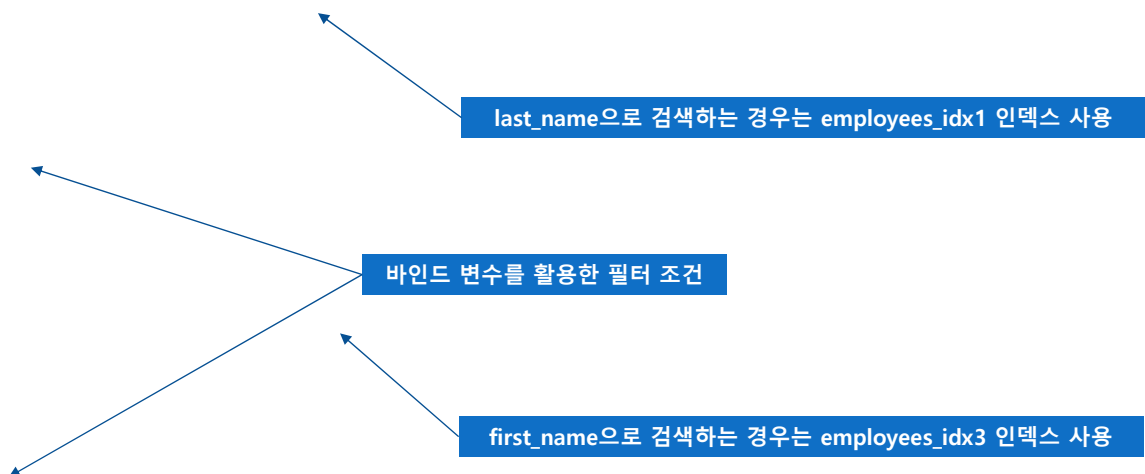 last_name으로 검색하는 경우는 employees_idx1 인덱스 사용
바인드 변수를 활용한 필터 조건
first_name으로 검색하는 경우는 employees_idx3 인덱스 사용